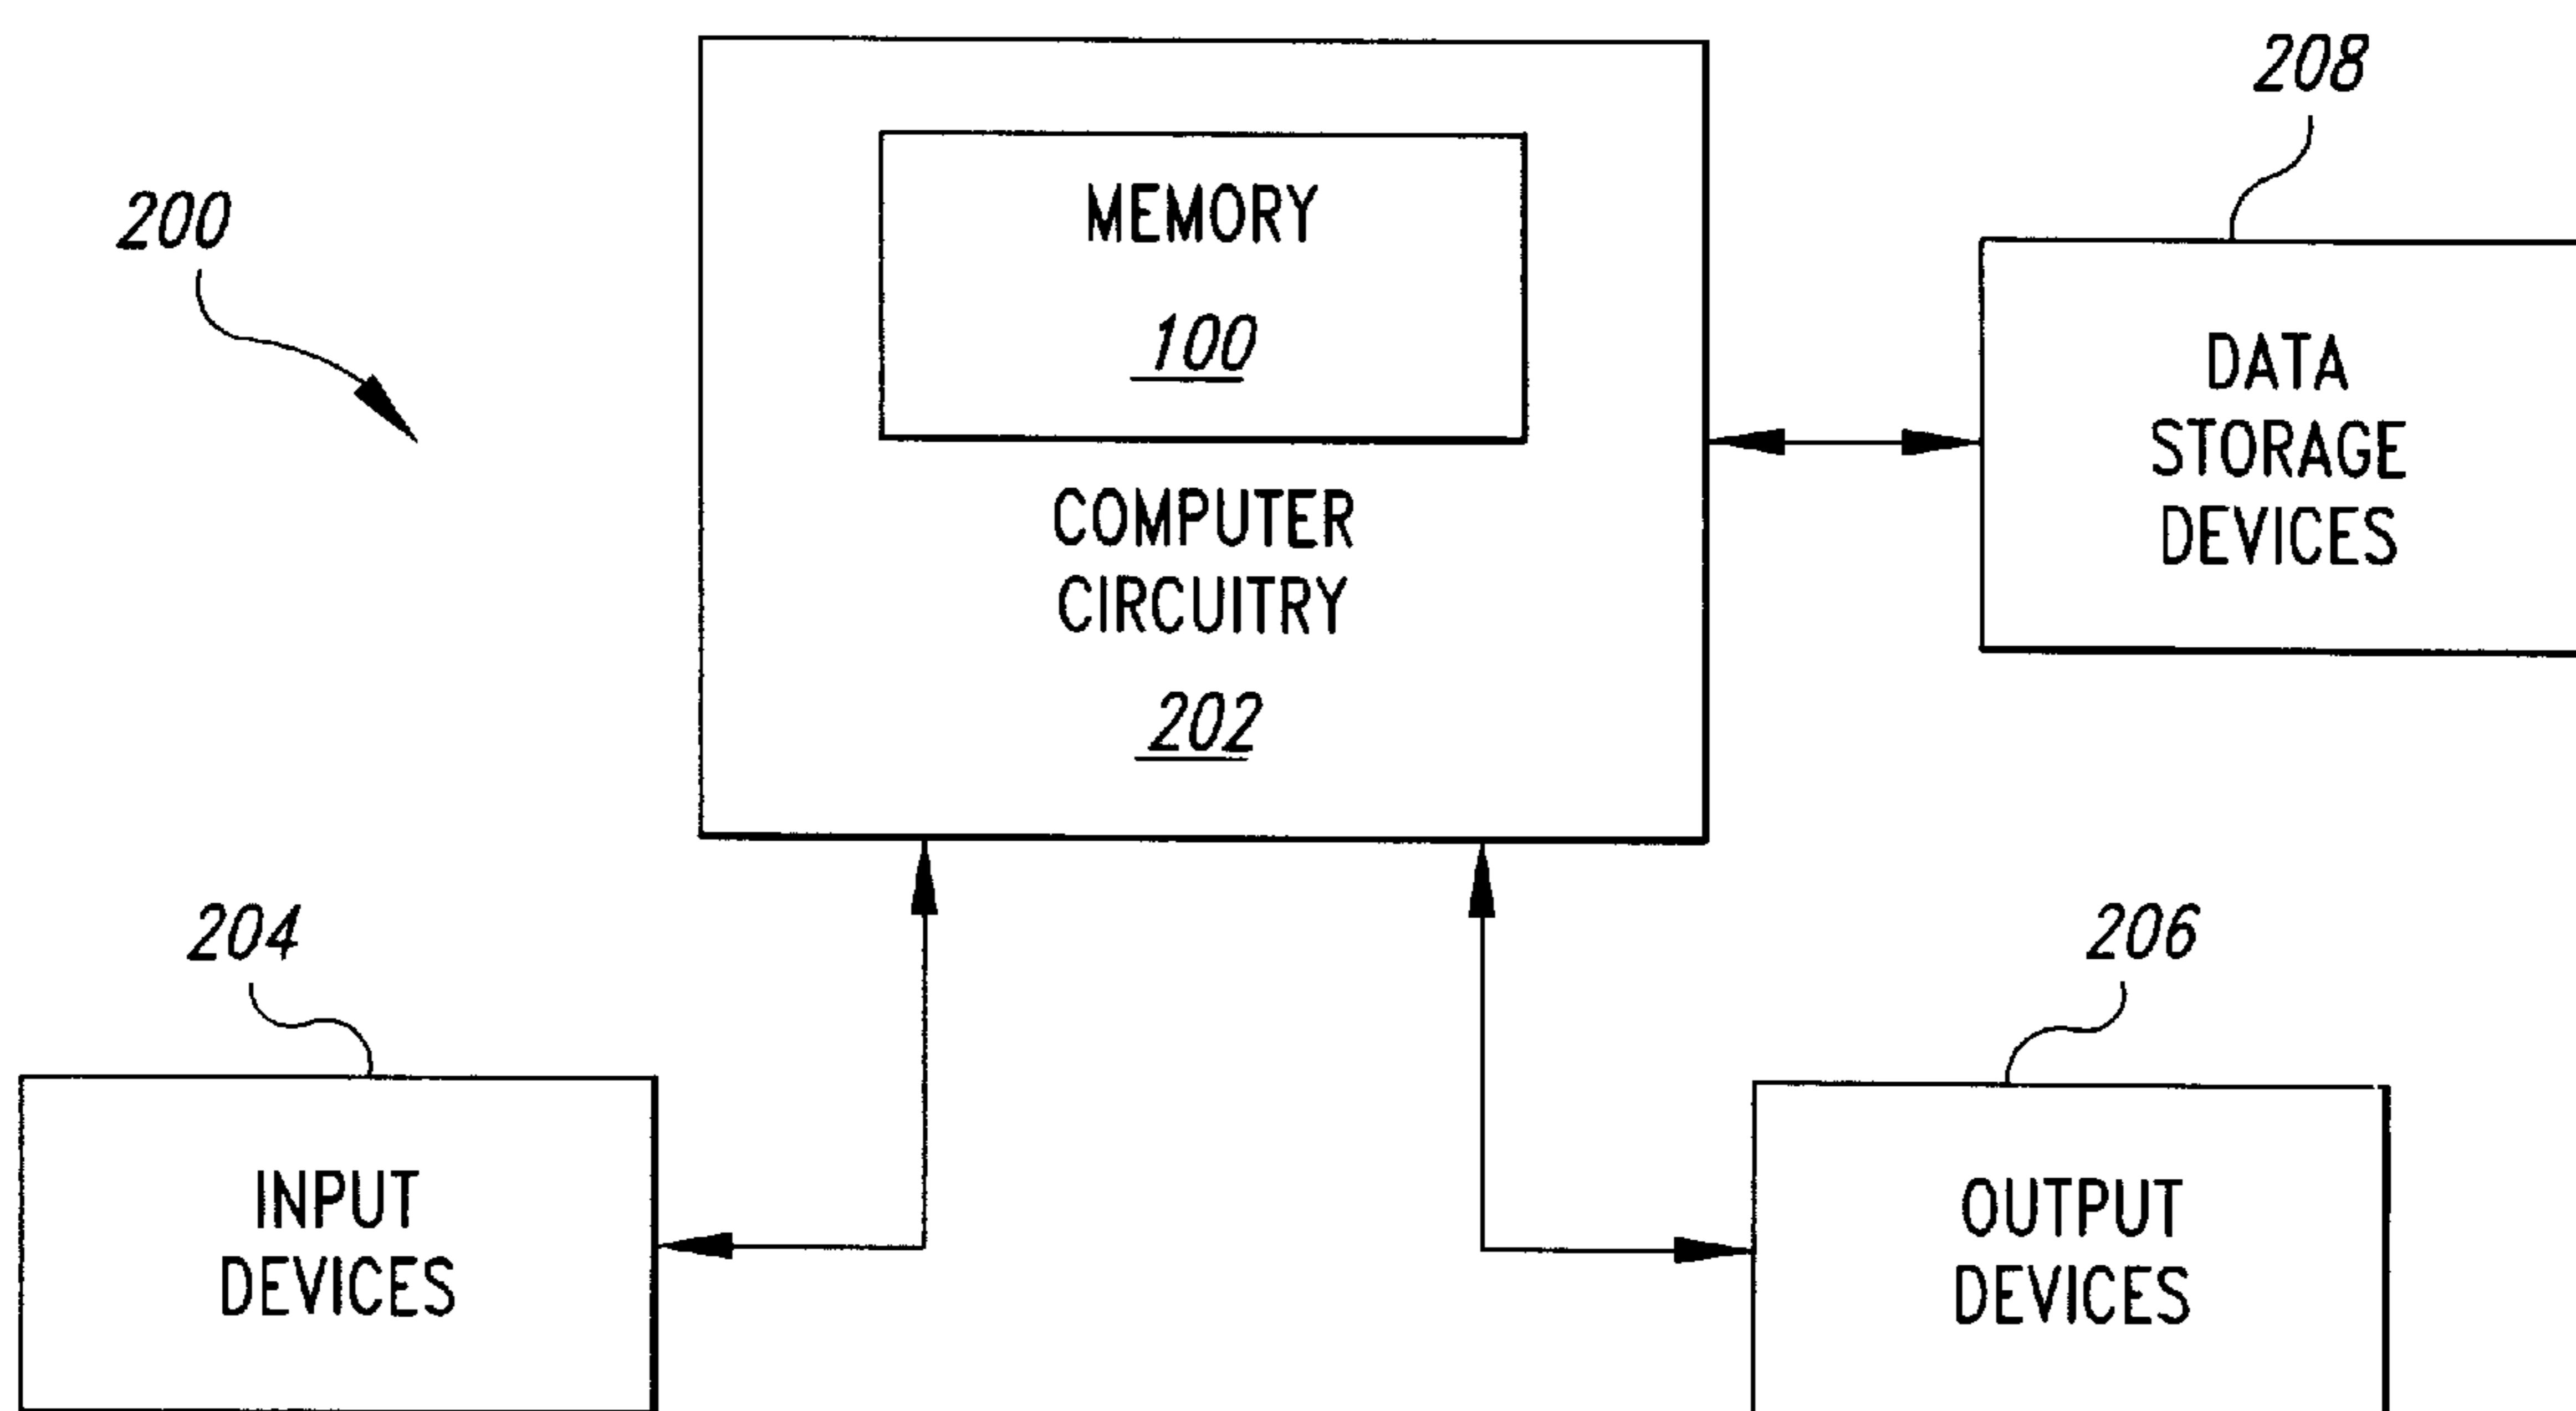 208
200
MEMORY
100
COMPUTER
CIRCUITRY
202
DATA
STORAGE
DEVICES
204
INPUT
DEVICES
206
OUTPUT
DEVICES